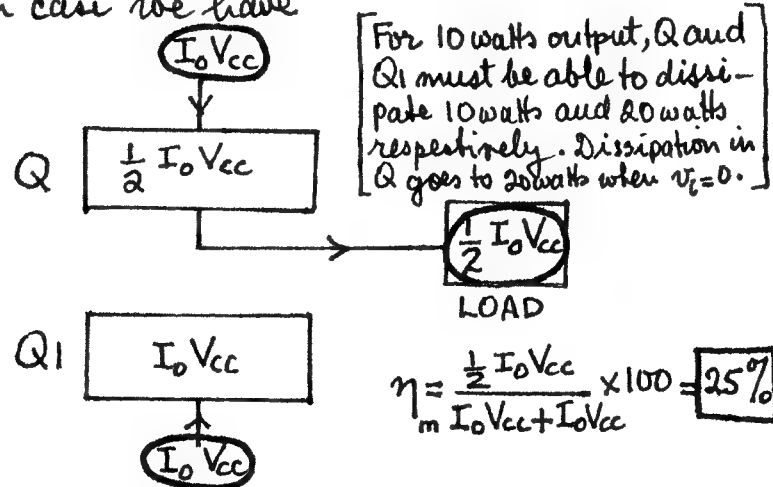 case we have
I₀Vcc
[For 10 watts output, Q and
Q1 must be able to dissi-
pate 10 watts and 20 watts
respectively. Dissipation in
Q goes to 20 watts when vᵢ=0.]
Q
½ I₀Vcc
½ I₀Vcc
LOAD
Q1
I₀Vcc
ηₘ = ½ I₀Vcc / I₀Vcc + I₀Vcc × 100 = 25%
I₀Vcc